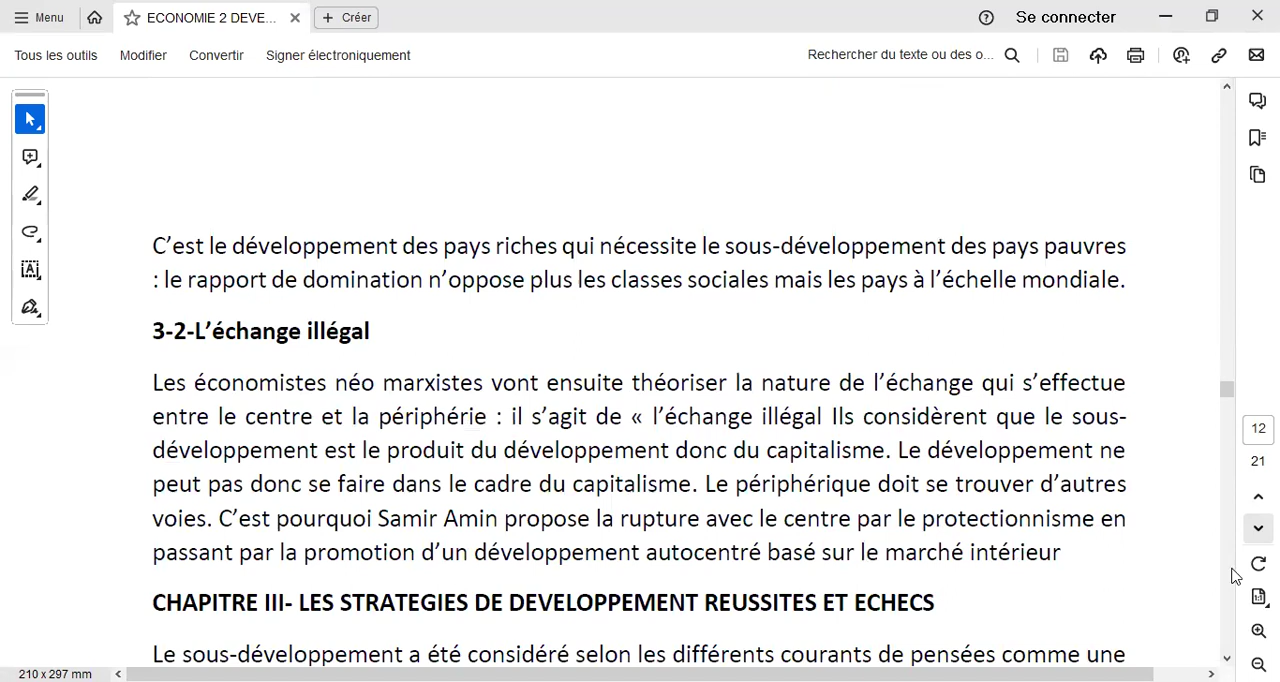 Menu
ECONOMIE 2 DEVE...
Créer
Se connecter
Tous les outils
Modifier
Convertir
Signer électroniquement
Rechercher du texte ou des o...
C’est le développement des pays riches qui nécessite le sous-développement des pays pauvres
: le rapport de domination n’oppose plus les classes sociales mais les pays à l’échelle mondiale.
3-2-L’échange illégal
Les économistes néo marxistes vont ensuite théoriser la nature de l’échange qui s’effectue
entre le centre et la périphérie : il s’agit de « l’échange illégal Ils considèrent que le sous-
développement est le produit du développement donc du capitalisme. Le développement ne
peut pas donc se faire dans le cadre du capitalisme. Le périphérique doit se trouver d’autres
voies. C’est pourquoi Samir Amin propose la rupture avec le centre par le protectionnisme en
passant par la promotion d’un développement autocentré basé sur le marché intérieur
CHAPITRE III- LES STRATEGIES DE DEVELOPPEMENT REUSSITES ET ECHECS
Le sous-développement a été considéré selon les différents courants de pensées comme une
12
21
210 x 297 mm